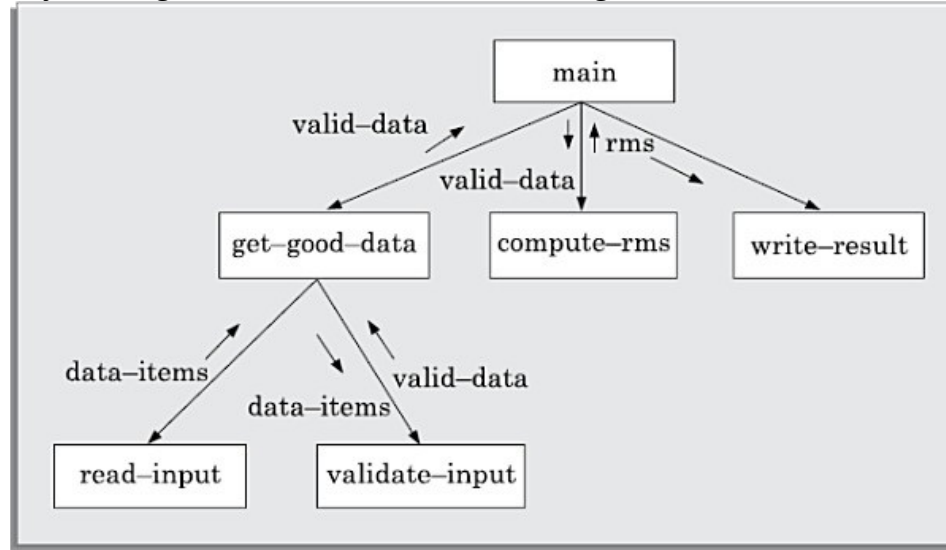 main
valid–data
rms
valid–data
get–good–data
compute–rms
write–result
data–items
valid–data
data–items
read–input
validate–input